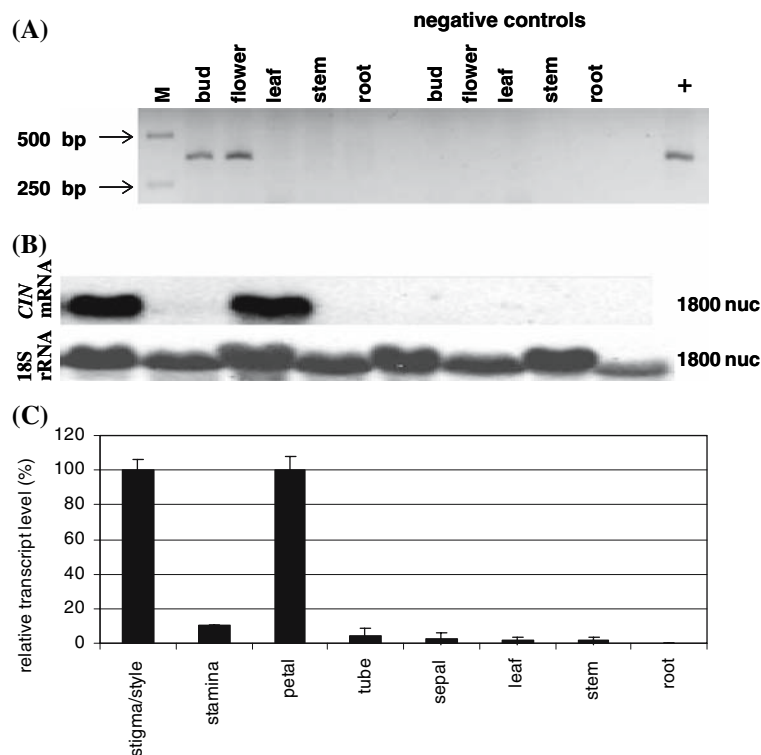 (A)
negative controls
M bud flower leaf stem root bud flower leaf stem root +
500 bp
250 bp
(B)
CIN mRNA
1800 nuc
18S rRNA
1800 nuc
(C)
relative transcript level (%)
120
100
80
60
40
20
0
stigma/style stamina petal tube sepal leaf stem root